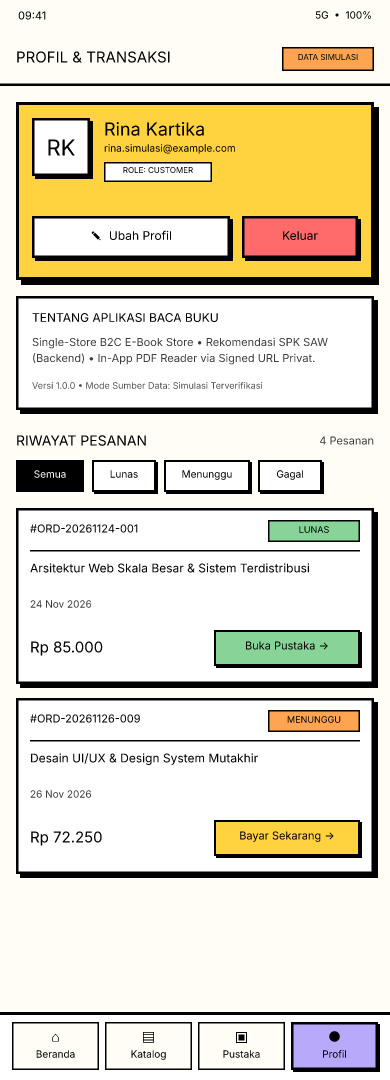 09:41
5G • 100%
PROFIL & TRANSAKSI
DATA SIMULASI
RK
Rina Kartika
rina.simulasi@example.com
ROLE: CUSTOMER
✎ Ubah Profil
Keluar
TENTANG APLIKASI BACA BUKU
Single-Store B2C E-Book Store • Rekomendasi SPK SAW
(Backend) • In-App PDF Reader via Signed URL Privat.
Versi 1.0.0 • Mode Sumber Data: Simulasi Terverifikasi
RIWAYAT PESANAN
4 Pesanan
Semua
Lunas
Menunggu
Gagal
#ORD-20261124-001
LUNAS
Arsitektur Web Skala Besar & Sistem Terdistribusi
24 Nov 2026
Rp 85.000
Buka Pustaka →
#ORD-20261126-009
MENUNGGU
Desain UI/UX & Design System Mutakhir
26 Nov 2026
Rp 72.250
Bayar Sekarang →
Beranda
Katalog
Pustaka
Profil